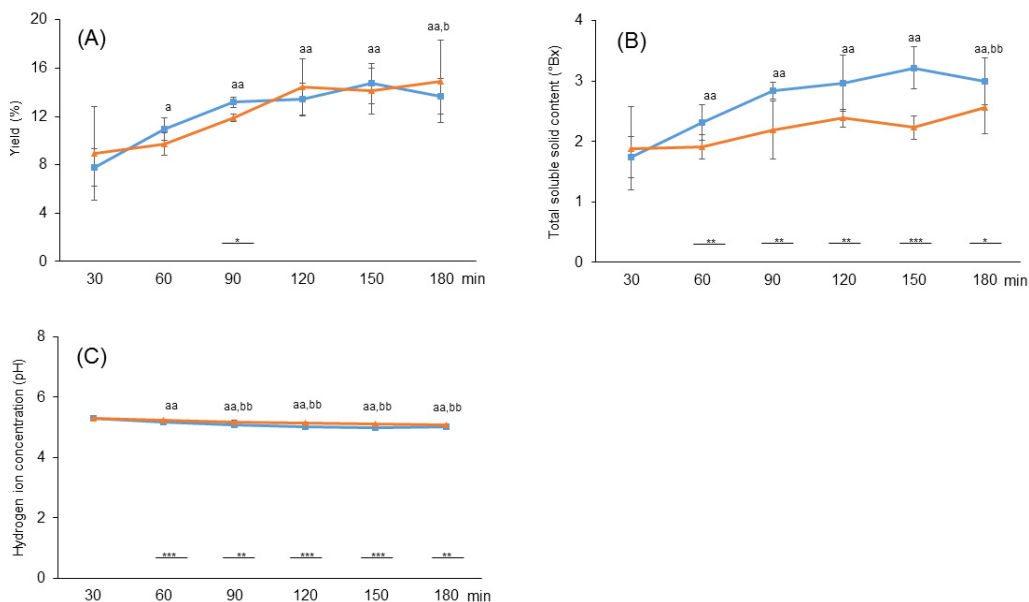 (A)
Yield (%)
20
16
12
8
4
0
a
aa
aa
aa
aa,b
*
30 60 90 120 150 180 min
(B)
Total soluble solid content (°Bx)
4
3
2
1
0
aa
aa
aa
aa
aa,bb
** ** ** *** *
30 60 90 120 150 180 min
(C)
Hydrogen ion concentration (pH)
8
6
4
2
0
aa aa,bb aa,bb aa,bb aa,bb
*** ** *** *** **
30 60 90 120 150 180 min